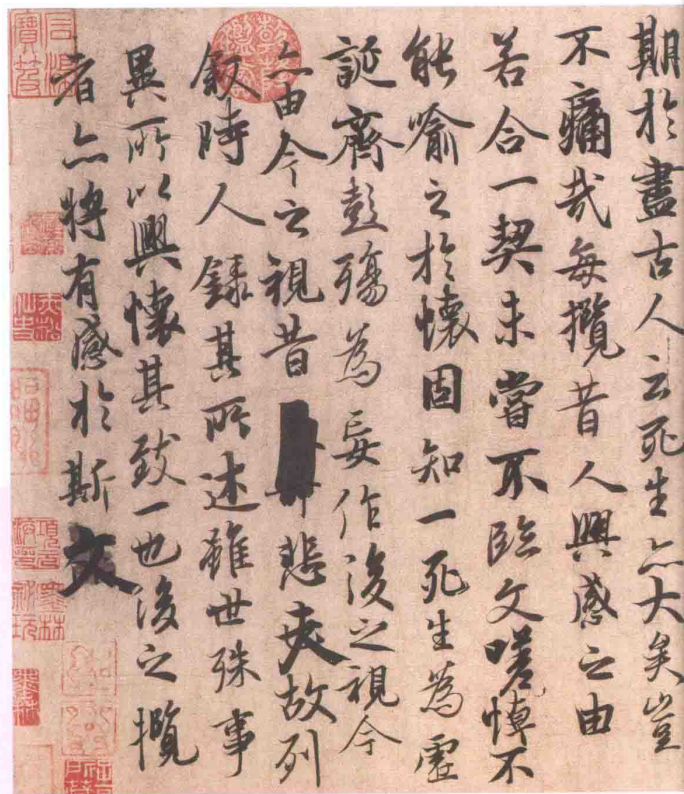 期於盡古人云死生亦大矣豈
不痛哉每攬昔人興感之由
若合一契未嘗不臨文嗟悼不
能喻之於懷固知一死生為虛
誕齊彭殤為妄作後之視今
亦由今之視昔悲夫故列
敘時人錄其所述雖世殊事
異所以興懷其致一也後之攬
者亦將有感於斯文